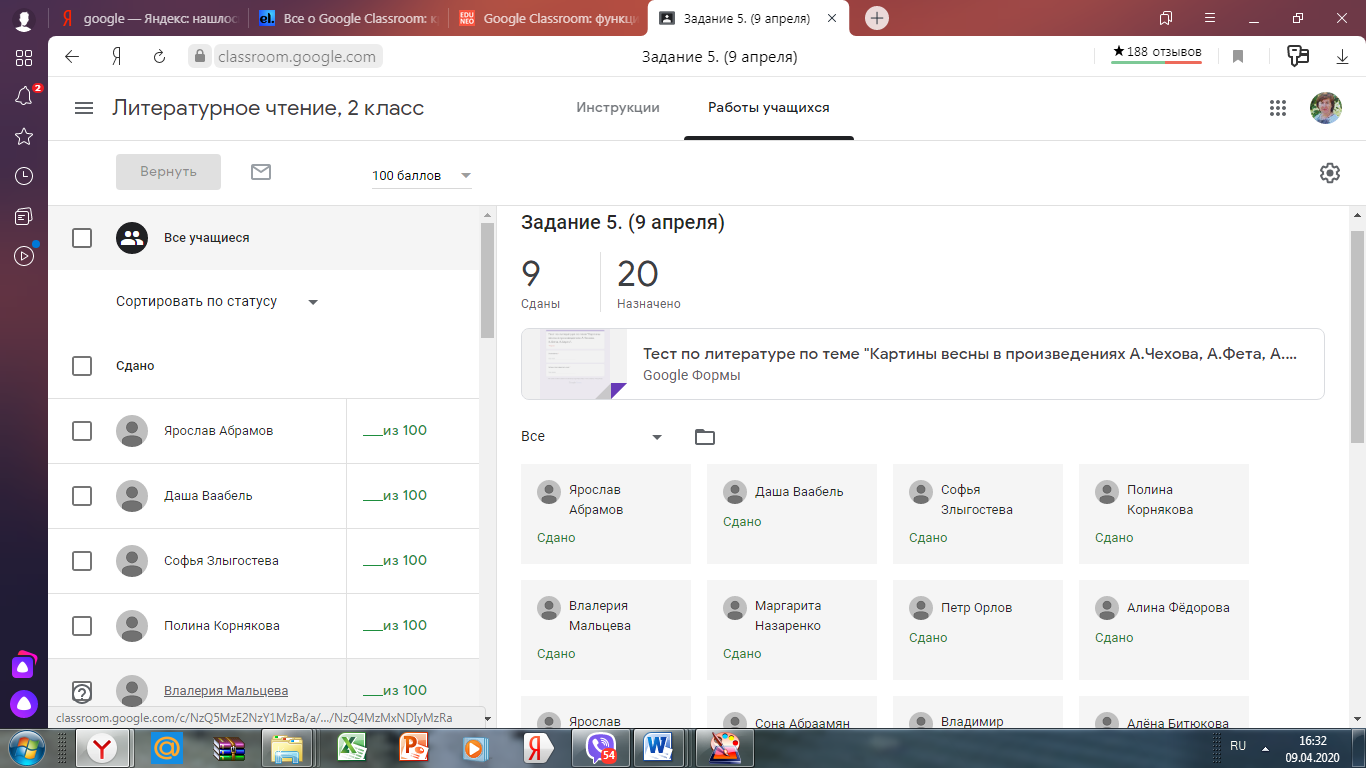 google — Яндекс: нашлос
Все о Google Classroom: к
Google Classroom: функци
Задание 5. (9 апреля)
classroom.google.com
Задание 5. (9 апреля)
★188 отзывов
Литературное чтение, 2 класс
Инструкции
Работы учащихся
Вернуть
100 баллов
Все учащиеся
Сортировать по статусу
Сдано
Ярослав Абрамов
___из 100
Даша Ваабель
___из 100
Софья Злыгостева
___из 100
Полина Корнякова
___из 100
Влалерия Мальцева
___из 100
classroom.google.com/c/NzQ5MzE2NzY1MzBa/a/.../NzQ4MzMxNDIyMzRa
Задание 5. (9 апреля)
9
Сданы
20
Назначено
Тест по литературе по теме "Картины весны в произведениях А.Чехова, А.Фета, А....
Google Формы
Все
Ярослав
Абрамов
Сдано
Даша Ваабель
Сдано
Софья
Злыгостева
Сдано
Полина
Корнякова
Сдано
Влалерия
Мальцева
Сдано
Маргарита
Назаренко
Сдано
Петр Орлов
Сдано
Алина Фёдорова
Сдано
Ярослав
Сона Абраамян
Владимир
Алёна Битюкова
2
54
RU
16:32
09.04.2020